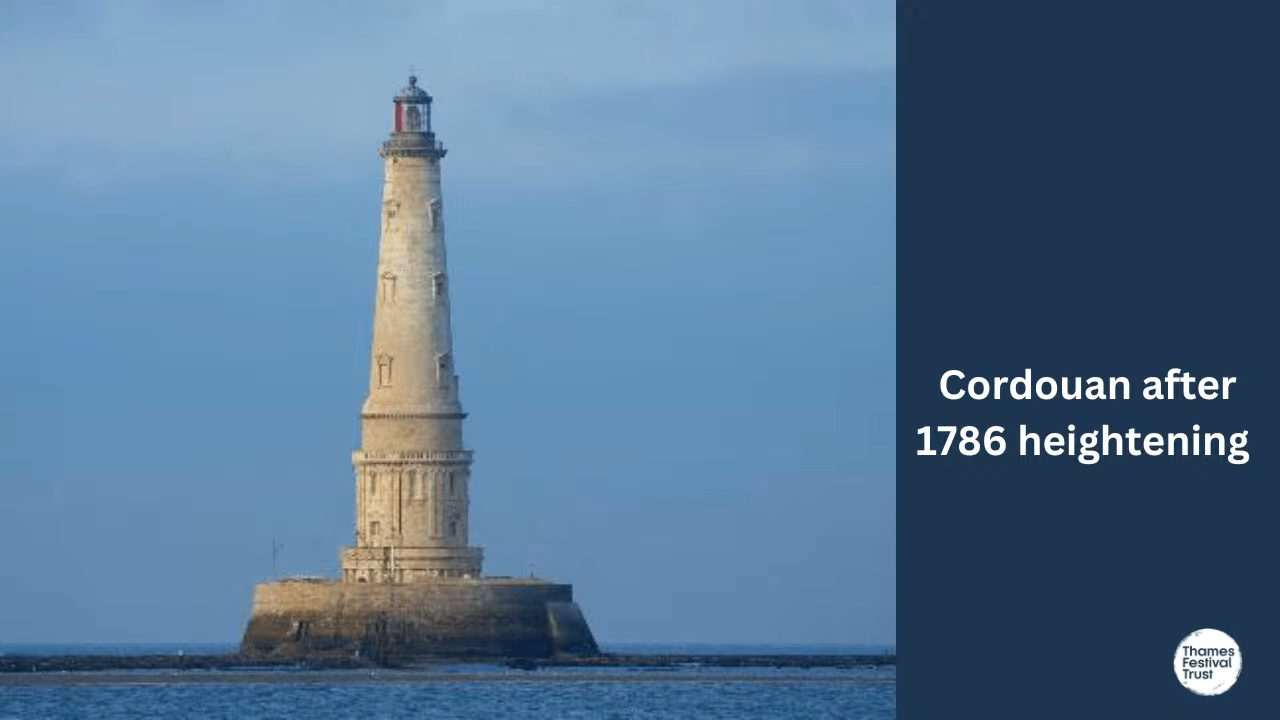 Cordouan after
1786 heightening
Thames
Festival
Trust